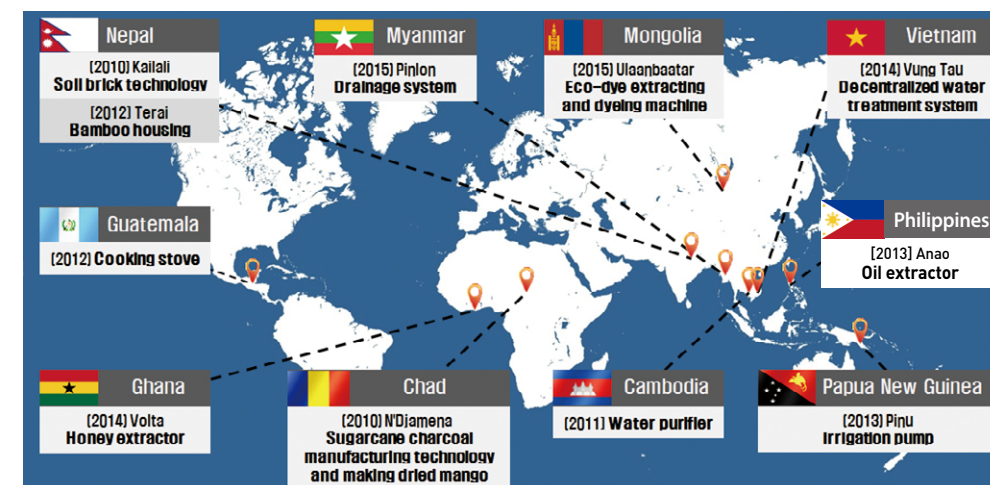 Nepal
[2010] Kailali
Soil brick technology
[2012] Terai
Bamboo housing
Myanmar
[2015] Pinlon
Drainage system
Mongolia
[2015] Ulaanbaatar
Eco-dye extracting
and dyeing machine
Vietnam
[2014] Vung Tau
Decentralized water
treatment system
Guatemala
[2012] Cooking stove
Philippines
[2013] Anao
Oil extractor
Ghana
[2014] Volta
Honey extractor
Chad
[2010] N'Djamena
Sugarcane charcoal
manufacturing technology
and making dried mango
Cambodia
[2011] Water purifier
Papua New Guinea
[2013] Pinu
Irrigation pump